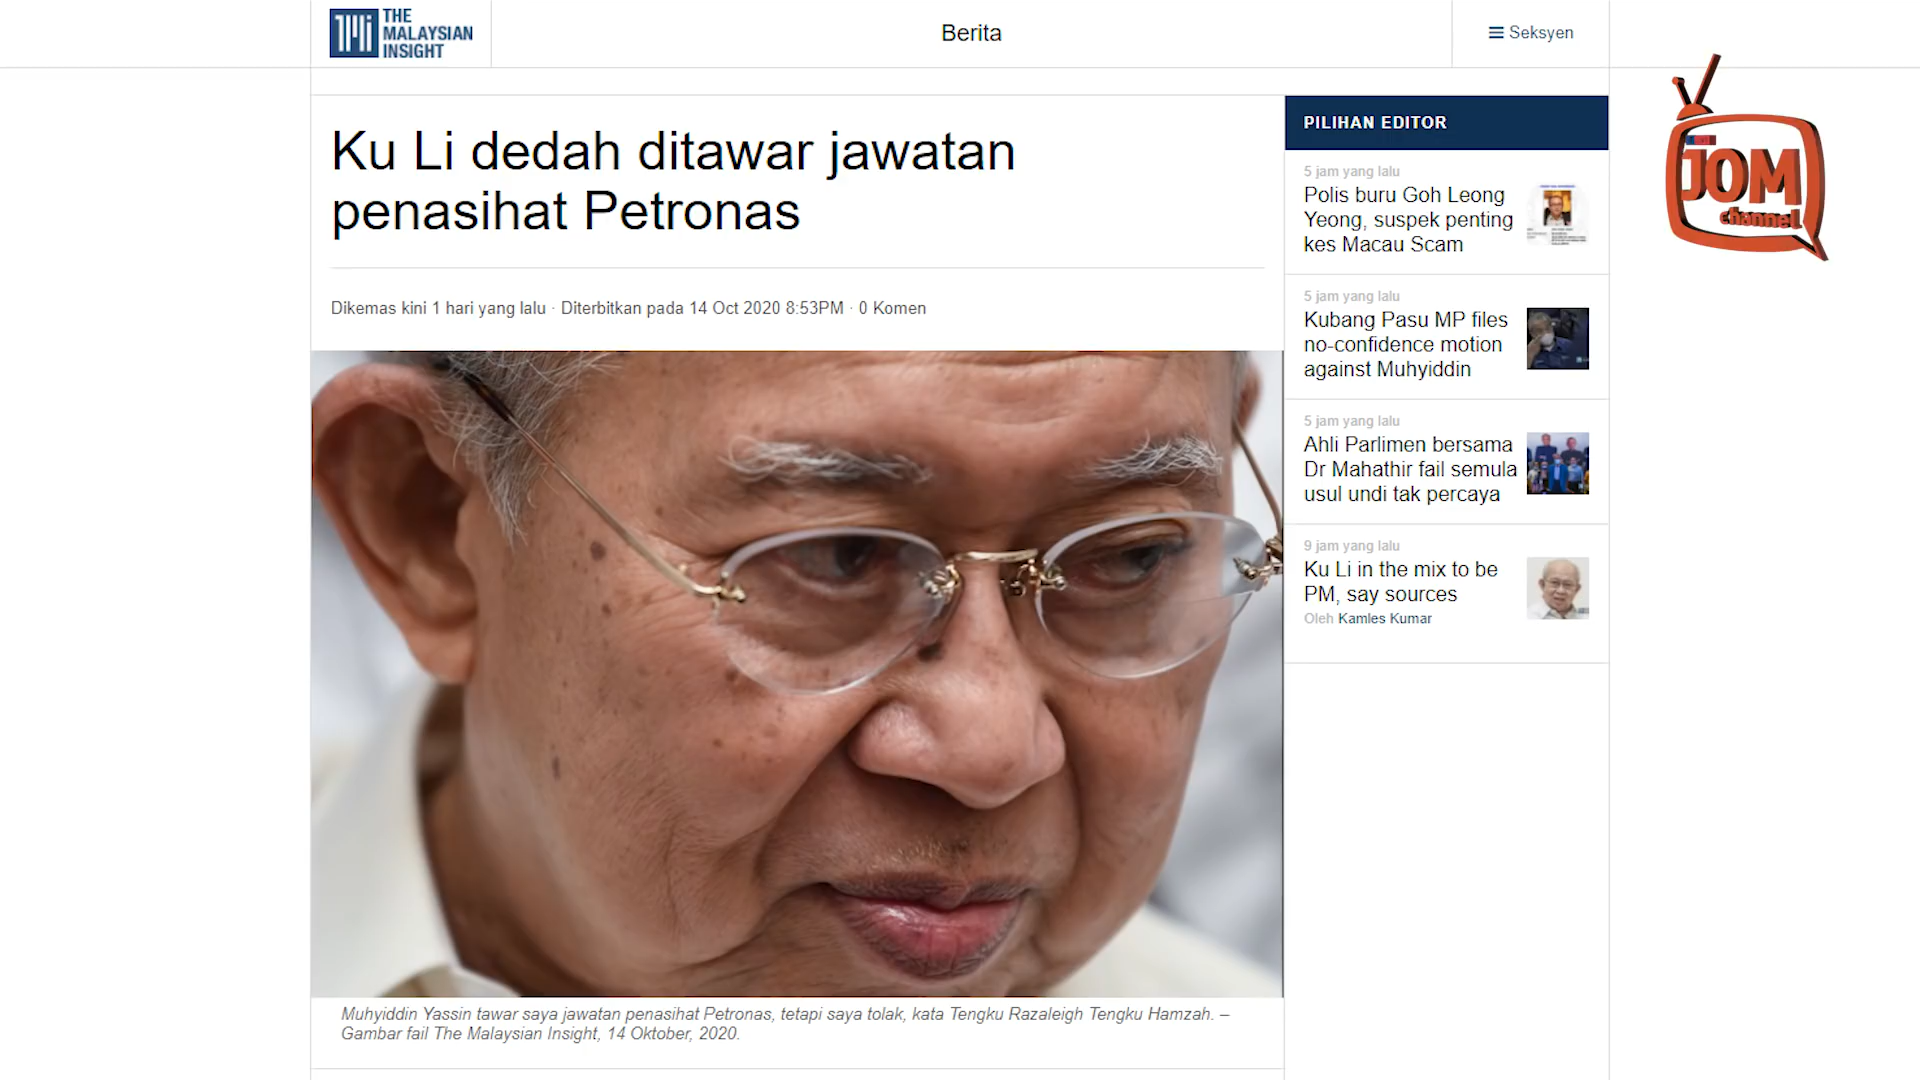 THE
MALAYSIAN
INSIGHT
Berita
Seksyen
JOM
channel
Ku Li dedah ditawar jawatan
penasihat Petronas
Dikemas kini 1 hari yang lalu · Diterbitkan pada 14 Oct 2020 8:53PM · 0 Komen
Muhyiddin Yassin tawar saya jawatan penasihat Petronas, tetapi saya tolak, kata Tengku Razaleigh Tengku Hamzah. –
Gambar fail The Malaysian Insight, 14 Oktober, 2020.
PILIHAN EDITOR
5 jam yang lalu
Polis buru Goh Leong
Yeong, suspek penting
kes Macau Scam
5 jam yang lalu
Kubang Pasu MP files
no-confidence motion
against Muhyiddin
5 jam yang lalu
Ahli Parlimen bersama
Dr Mahathir fail semula
usul undi tak percaya
9 jam yang lalu
Ku Li in the mix to be
PM, say sources
Oleh Kamles Kumar